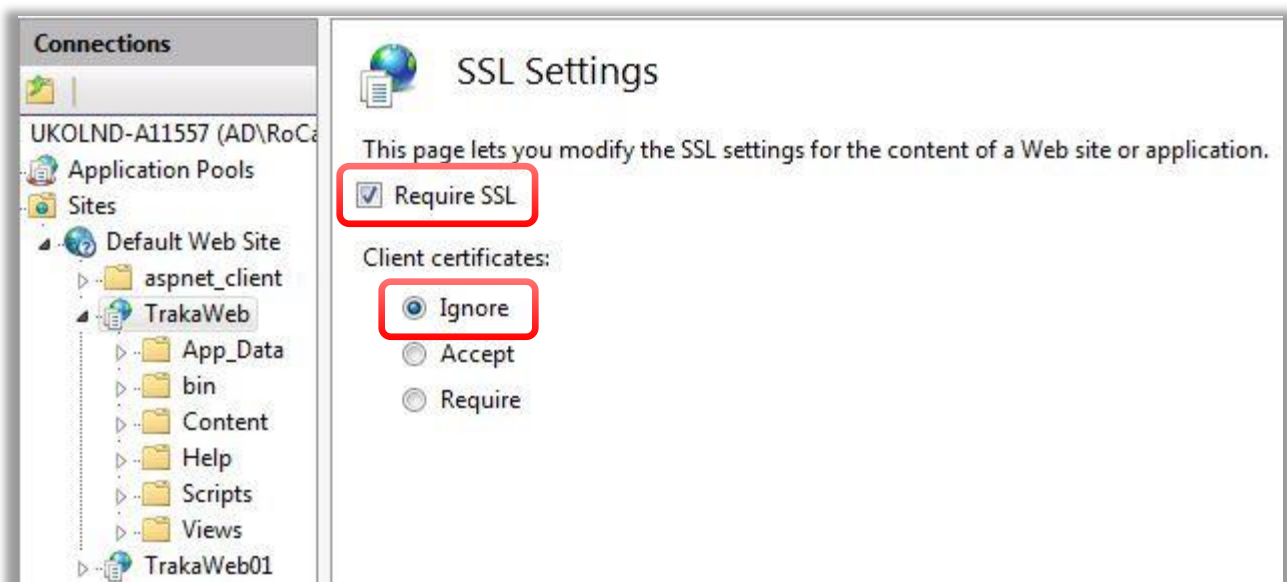 Connections
UKOLND-A11557 (AD\RoCa
Application Pools
Sites
Default Web Site
aspnet_client
TrakaWeb
App_Data
bin
Content
Help
Scripts
Views
TrakaWeb01
SSL Settings
This page lets you modify the SSL settings for the content of a Web site or application.
Require SSL
Client certificates:
Ignore
Accept
Require